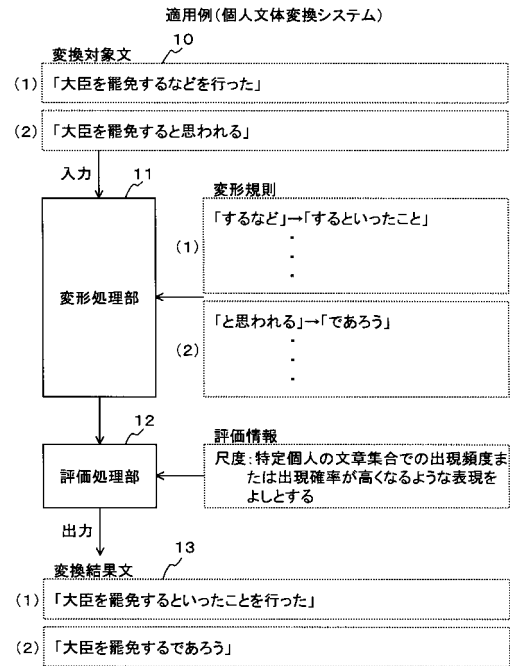 適用例(個人文体変換システム)
変換対象文
10
(1) 「大臣を罷免するなどを行った」
(2) 「大臣を罷免すると思われる」
入力
11
変形処理部
変形規則
(1) 「するなど」→「するといったこと」
・
・
・
(2) 「と思われる」→「であろう」
・
・
・
12
評価処理部
評価情報
尺度:特定個人の文章集合での出現頻度ま
たは出現確率が高くなるような表現を
よしとする
出力
変換結果文
13
(1) 「大臣を罷免するといったことを行った」
(2) 「大臣を罷免するであろう」